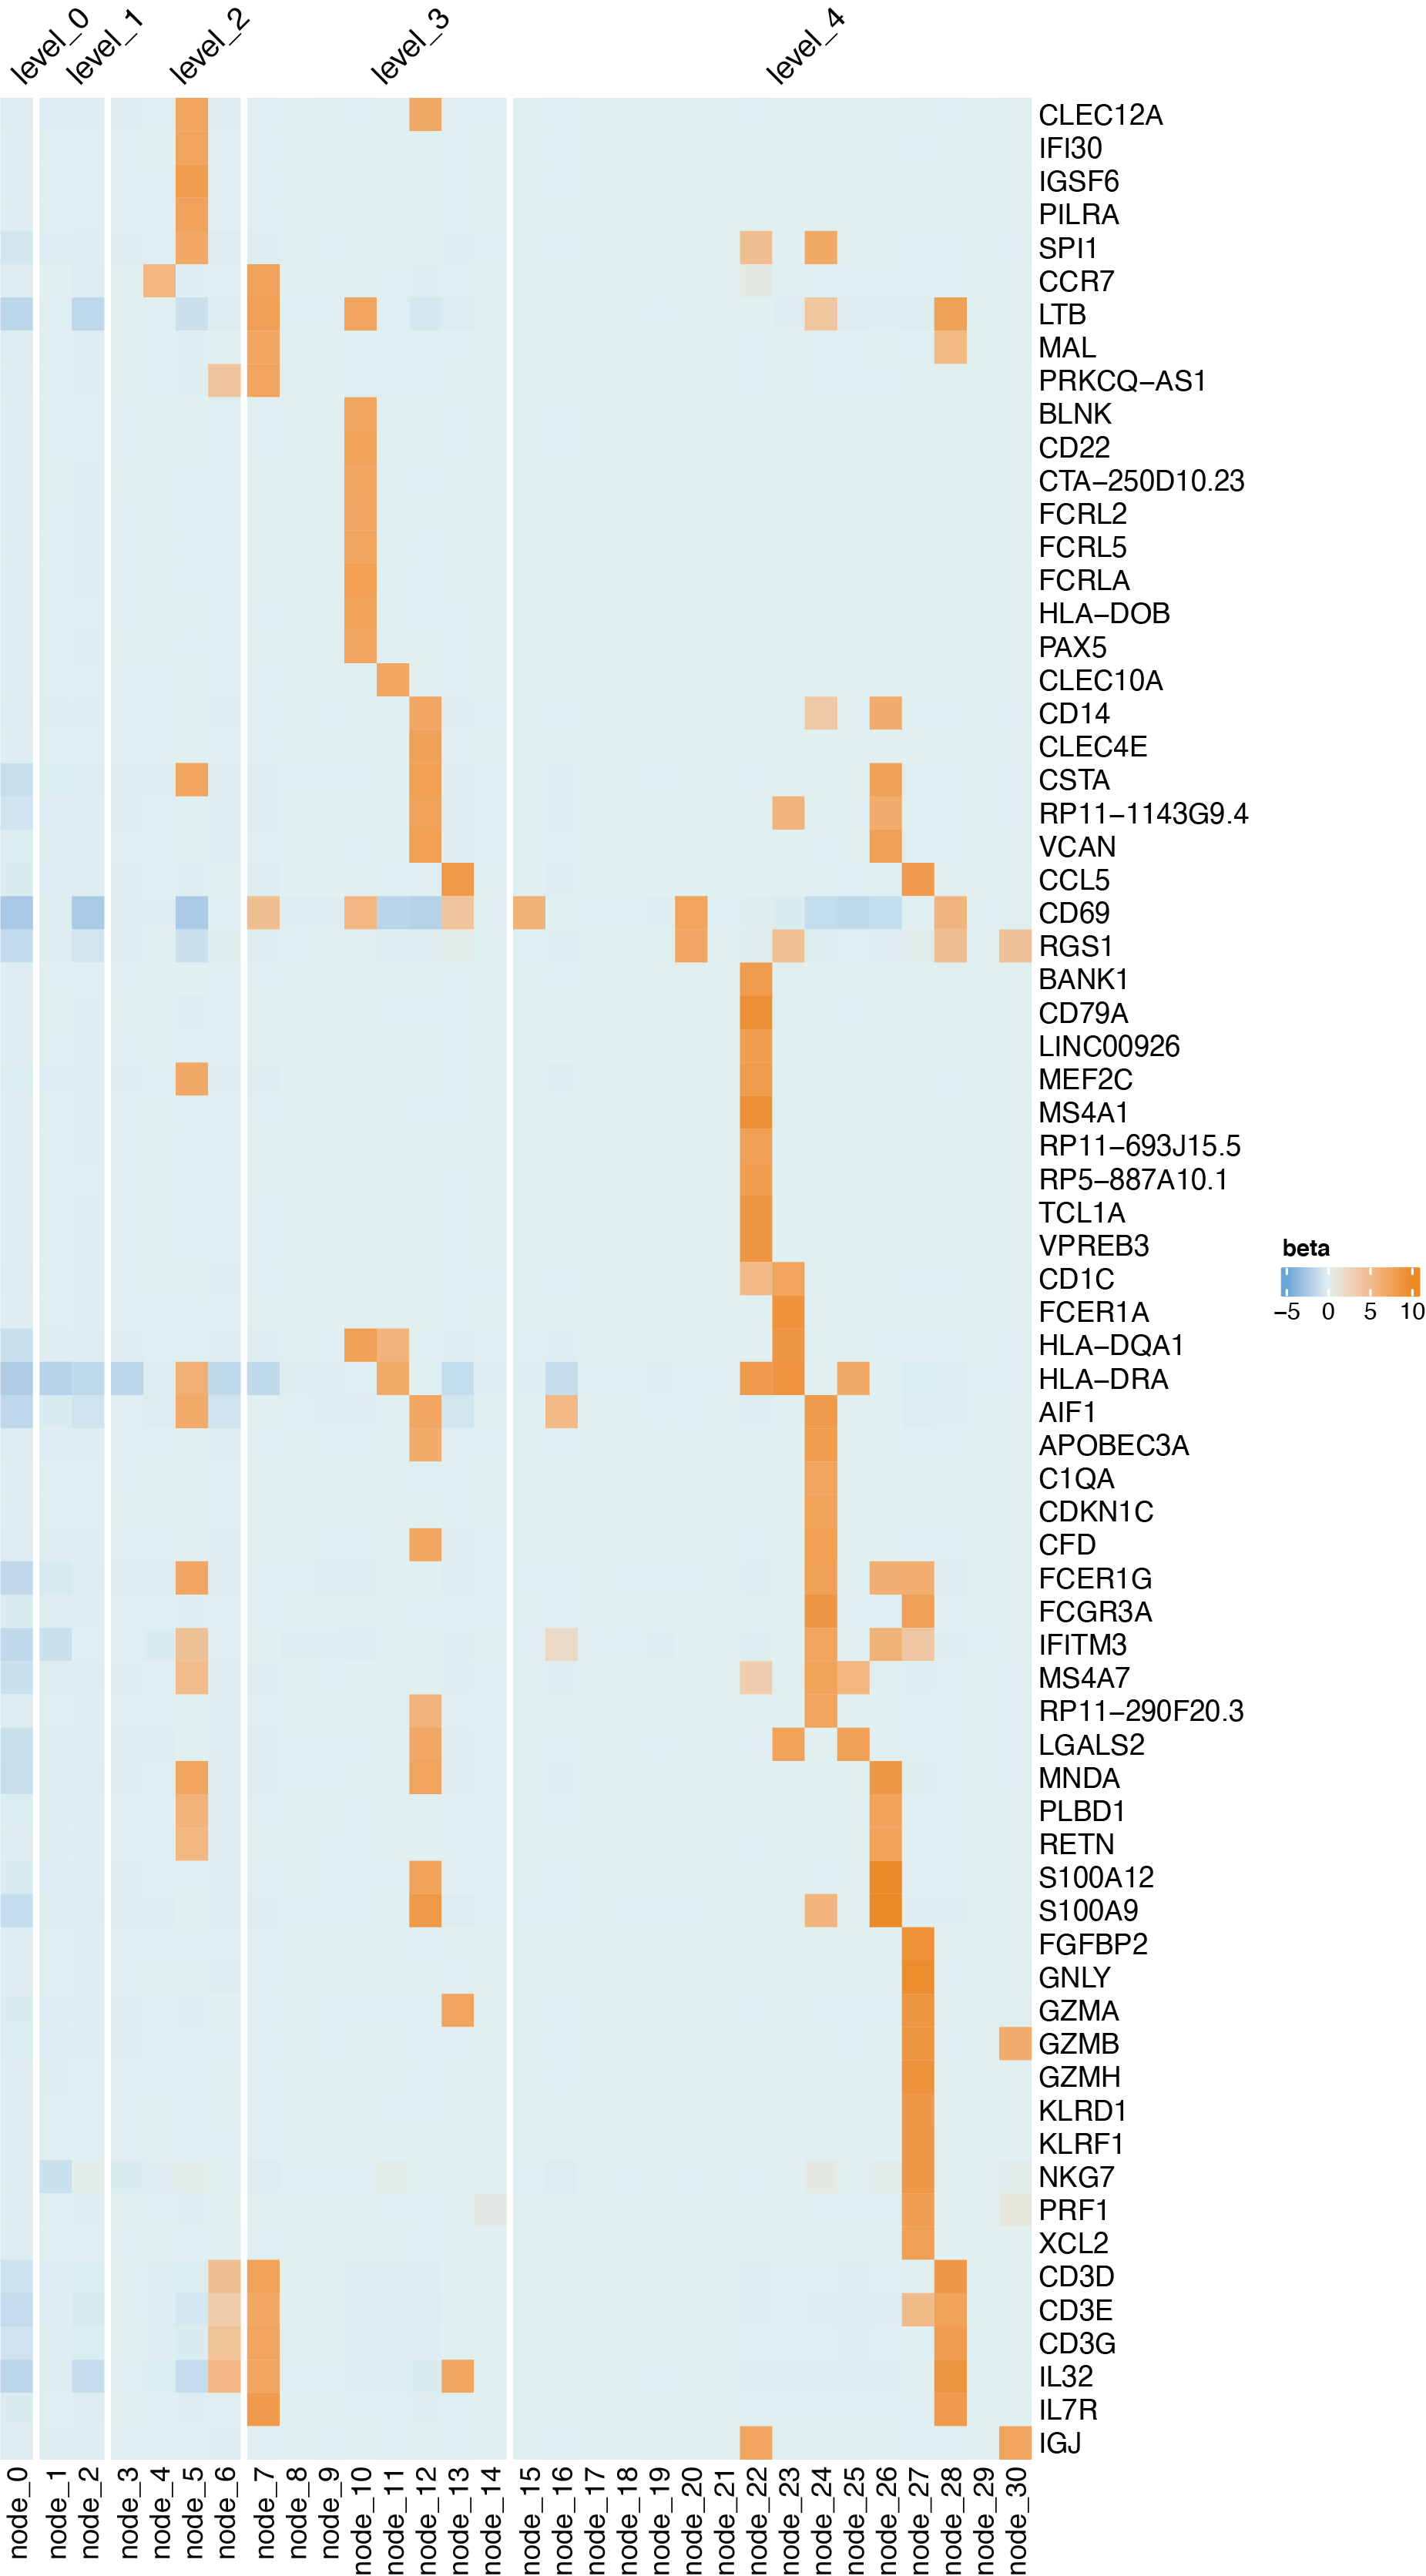 level_0
level_1
level_2
level_3
level_4
CLEC12A
IFI30
IGSF6
PILRA
SPI1
CCR7
LTB
MAL
PRKCQ−AS1
BLNK
CD22
CTA−250D10.23
FCRL2
FCRL5
FCRLA
HLA−DOB
PAX5
CLEC10A
CD14
CLEC4E
CSTA
RP11−1143G9.4
VCAN
CCL5
CD69
RGS1
BANK1
CD79A
LINC00926
MEF2C
MS4A1
RP11−693J15.5
RP5−887A10.1
TCL1A
VPREB3
CD1C
FCER1A
HLA−DQA1
HLA−DRA
AIF1
APOBEC3A
C1QA
CDKN1C
CFD
FCER1G
FCGR3A
IFITM3
MS4A7
RP11−290F20.3
LGALS2
MNDA
PLBD1
RETN
S100A12
S100A9
FGFBP2
GNLY
GZMA
GZMB
GZMH
KLRD1
KLRF1
NKG7
PRF1
XCL2
CD3D
CD3E
CD3G
IL32
IL7R
IGJ
beta
−5 0 5 10
node_0
node_1
node_2
node_3
node_4
node_5
node_6
node_7
node_8
node_9
node_10
node_11
node_12
node_13
node_14
node_15
node_16
node_17
node_18
node_19
node_20
node_21
node_22
node_23
node_24
node_25
node_26
node_27
node_28
node_29
node_30